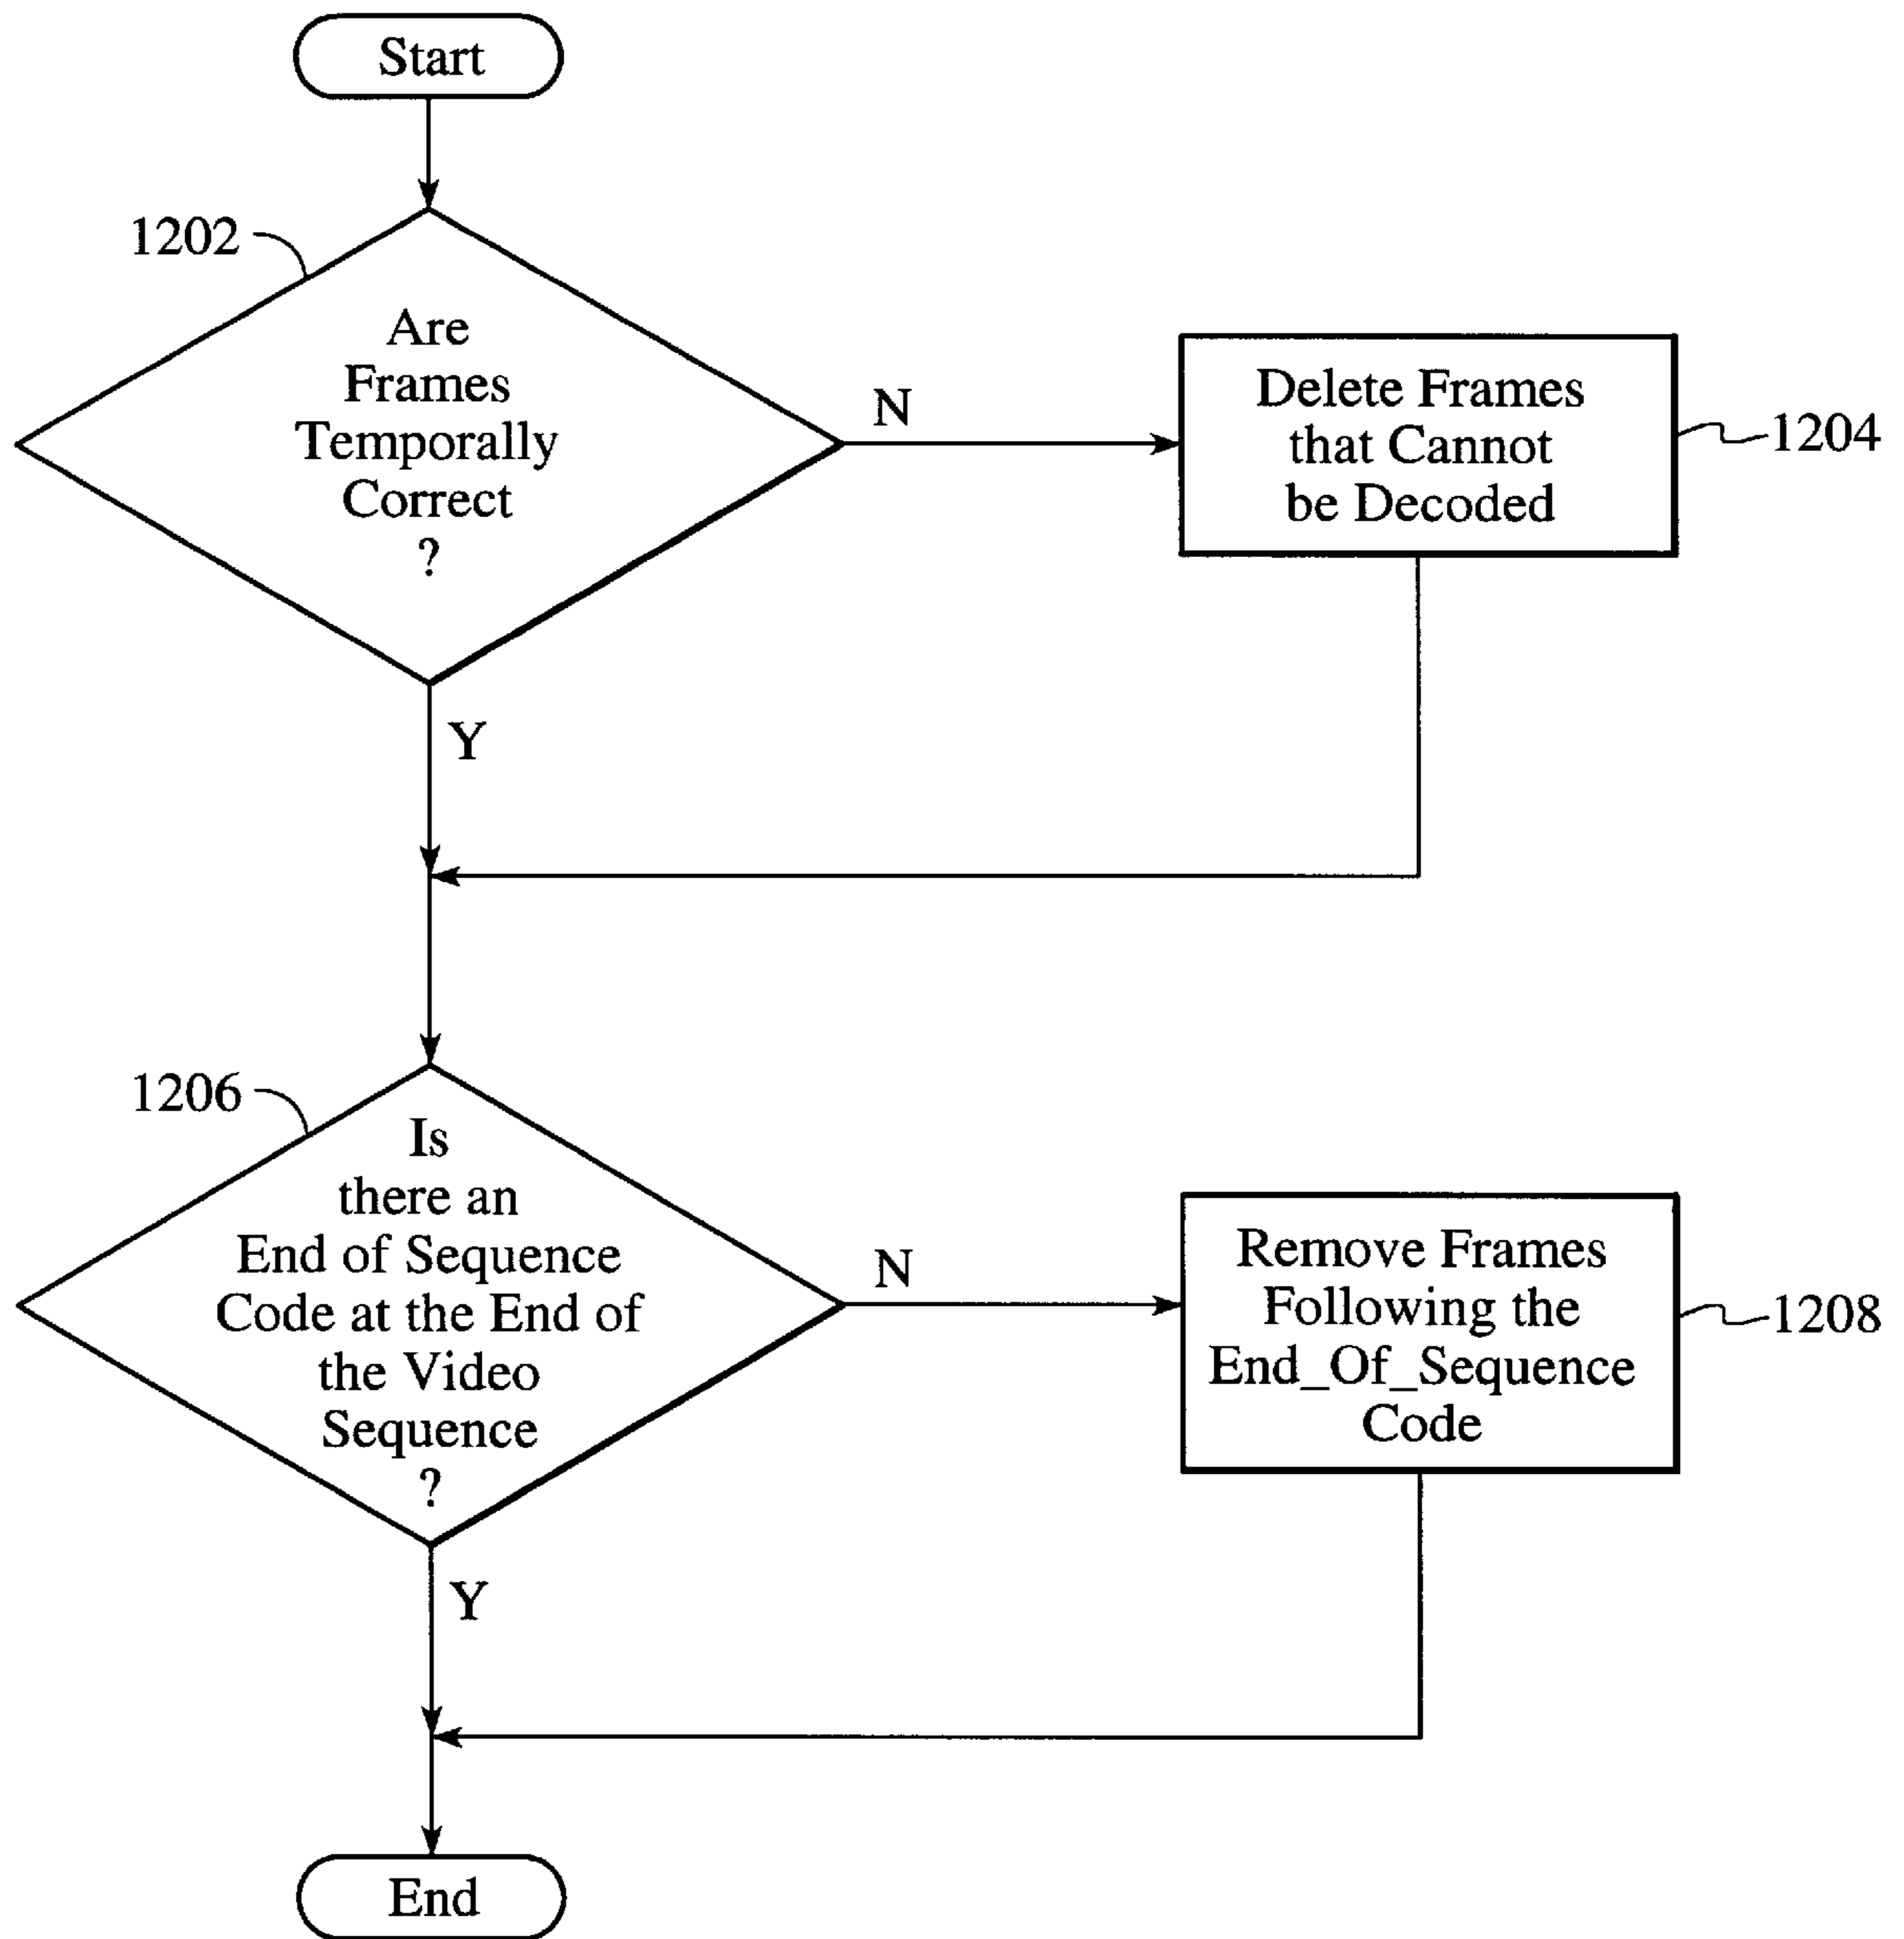 Start
1202
Are
Frames
Temporally
Correct
?
N
Delete Frames
that Cannot
be Decoded
1204
Y
1206
Is
there an
End of Sequence
Code at the End of
the Video
Sequence
?
N
Remove Frames
Following the
End_Of_Sequence
Code
1208
Y
End